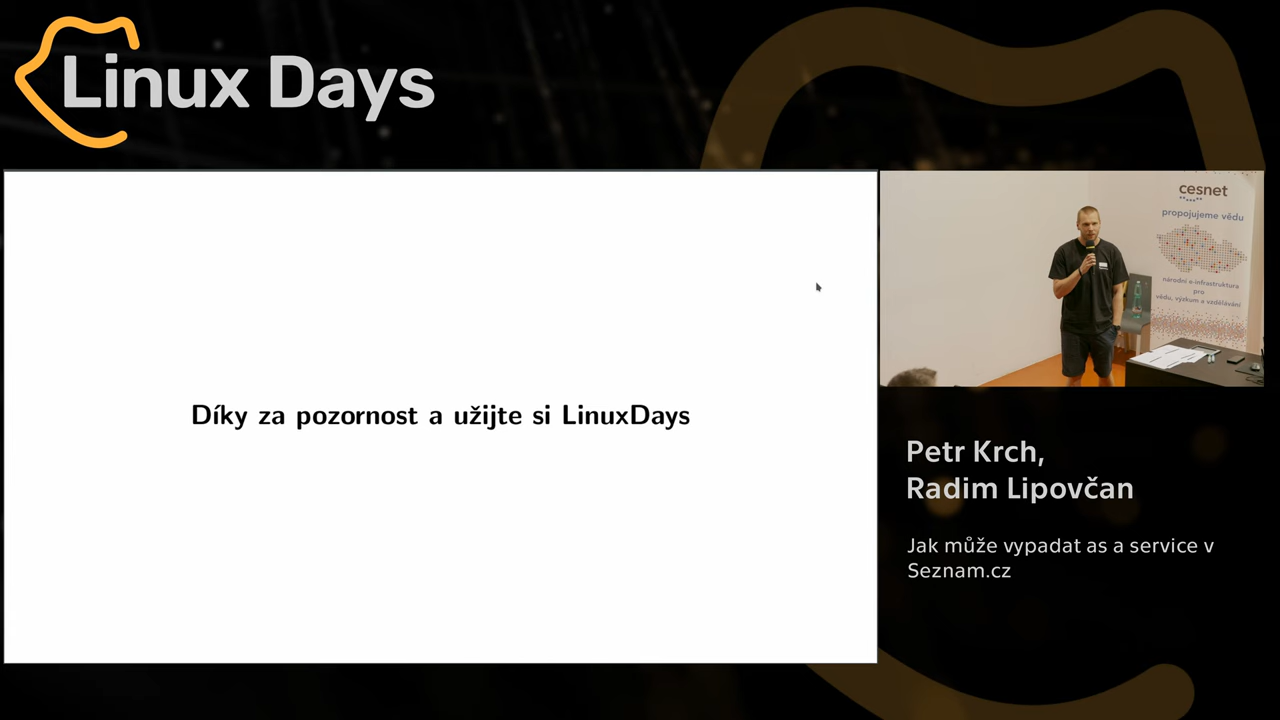 Linux Days
Díky za pozornost a užijte si LinuxDays
cesnet
propojujeme vědu
národní e-infrastruktura
pro
vědu, výzkum a vzdělávání
Petr Krch,
Radim Lipovčan
Jak může vypadat as a service v
Seznam.cz